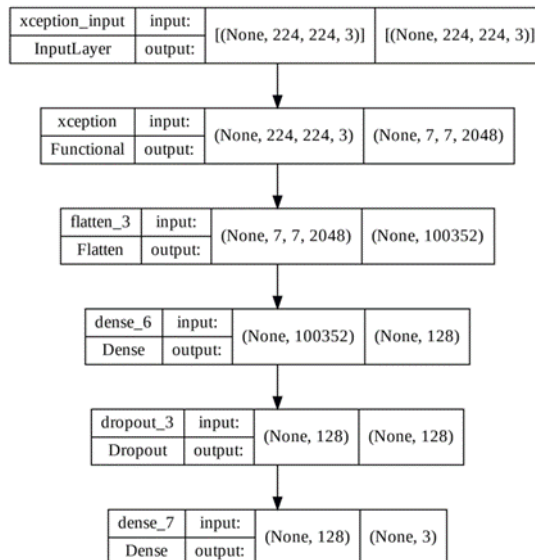 xception_input input: [(None, 224, 224, 3)] [(None, 224, 224, 3)]
InputLayer output:
xception input: (None, 224, 224, 3) (None, 7, 7, 2048)
Functional output:
flatten_3 input: (None, 7, 7, 2048) (None, 100352)
Flatten output:
dense_6 input: (None, 100352) (None, 128)
Dense output:
dropout_3 input: (None, 128) (None, 128)
Dropout output:
dense_7 input: (None, 128) (None, 3)
Dense output: